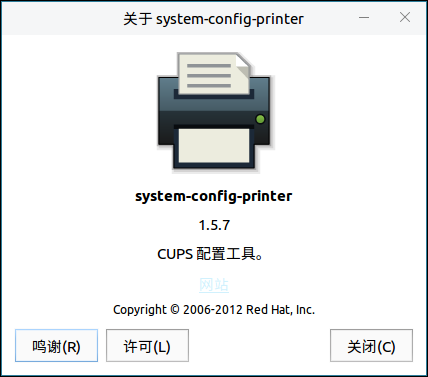 关于 system-config-printer
system-config-printer
1.5.7
CUPS 配置工具。
网站
Copyright © 2006-2012 Red Hat, Inc.
鸣谢(R)
许可(L)
关闭(C)